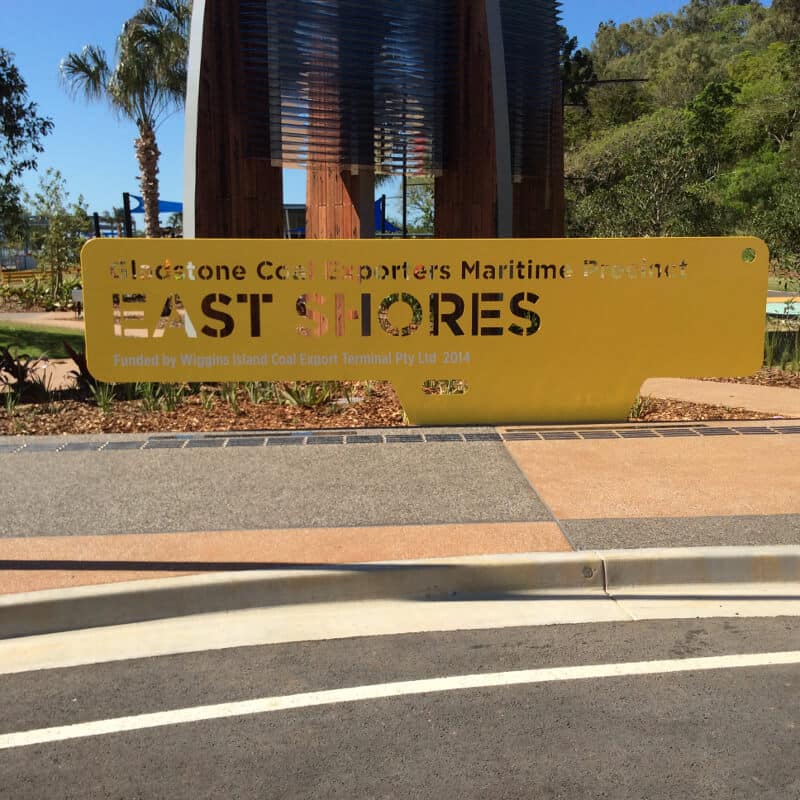 Gladstone Coal Exporters Maritime Precinct
EAST SHORES
Funded by Wiggins Island Coal Export Terminal Pty Ltd 2014